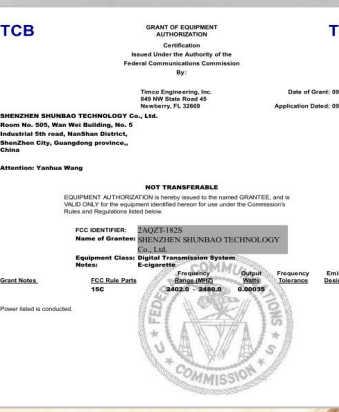 TCB
GRANT OF EQUIPMENT
AUTHORIZATION
T
Certification
Issued Under the Authority of the
Federal Communications Commission
By:
Timco Engineering, Inc.
849 NW State Road 45
Newberry, FL 32669
Date of Grant: 09
Application Dated: 09
SHENZHEN SHUNBAO TECHNOLOGY Co., Ltd.
Room No. 505, Wan Wei Building, No. 5
Industrial 5th road, NanShan District,
ShenZhen City, Guangdong province,,
China
Attention: Yanhua Wang
NOT TRANSFERABLE
EQUIPMENT AUTHORIZATION is hereby issued to the named GRANTEE, and is
VALID ONLY for the equipment identified hereon for use under the Commission's
Rules and Regulations listed below.
FCC IDENTIFIER: 2AQZT-182S
Name of Grantee: SHENZHEN SHUNBAO TECHNOLOGY
Co., Ltd.
Equipment Class: Digital Transmission System
Notes: E-cigarette
Grant Notes FCC Rule Parts Frequency Range (MHZ) Output Watts Frequency Tolerance Emi Desig
15C 2402.0 - 2480.0 0.00035
Power listed is conducted.